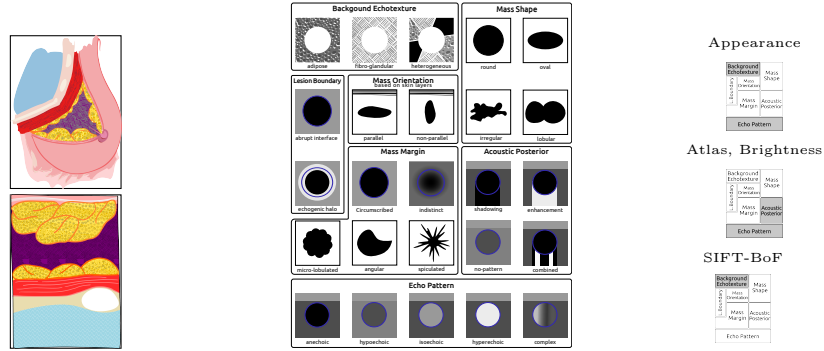 Backgound Echotexture
adipose
fibro-glandular
heterogeneous
Mass Shape
round
oval
irregular
lobular
Lesion Boundary
abrupt interface
echogenic halo
Mass Orientation
based on skin layers
parallel
non-parallel
Mass Margin
Circumscribed
indistinct
micro-lobulated
angular
spiculated
Acoustic Posterior
shadowing
enhancement
no-pattern
combined
Echo Pattern
anechoic
hypoechoic
isoechoic
hyperechoic
complex
Appearance
Background
Echotexture
Mass
Shape
L. Boundary
Mass
Orientation
Mass
Margin
Acoustic
Posterior
Echo Pattern
Atlas, Brightness
Background
Echotexture
Mass
Shape
L. Boundary
Mass
Orientation
Mass
Margin
Acoustic
Posterior
Echo Pattern
SIFT-BoF
Background
Echotexture
Mass
Shape
L. Boundary
Mass
Orientation
Mass
Margin
Acoustic
Posterior
Echo Pattern